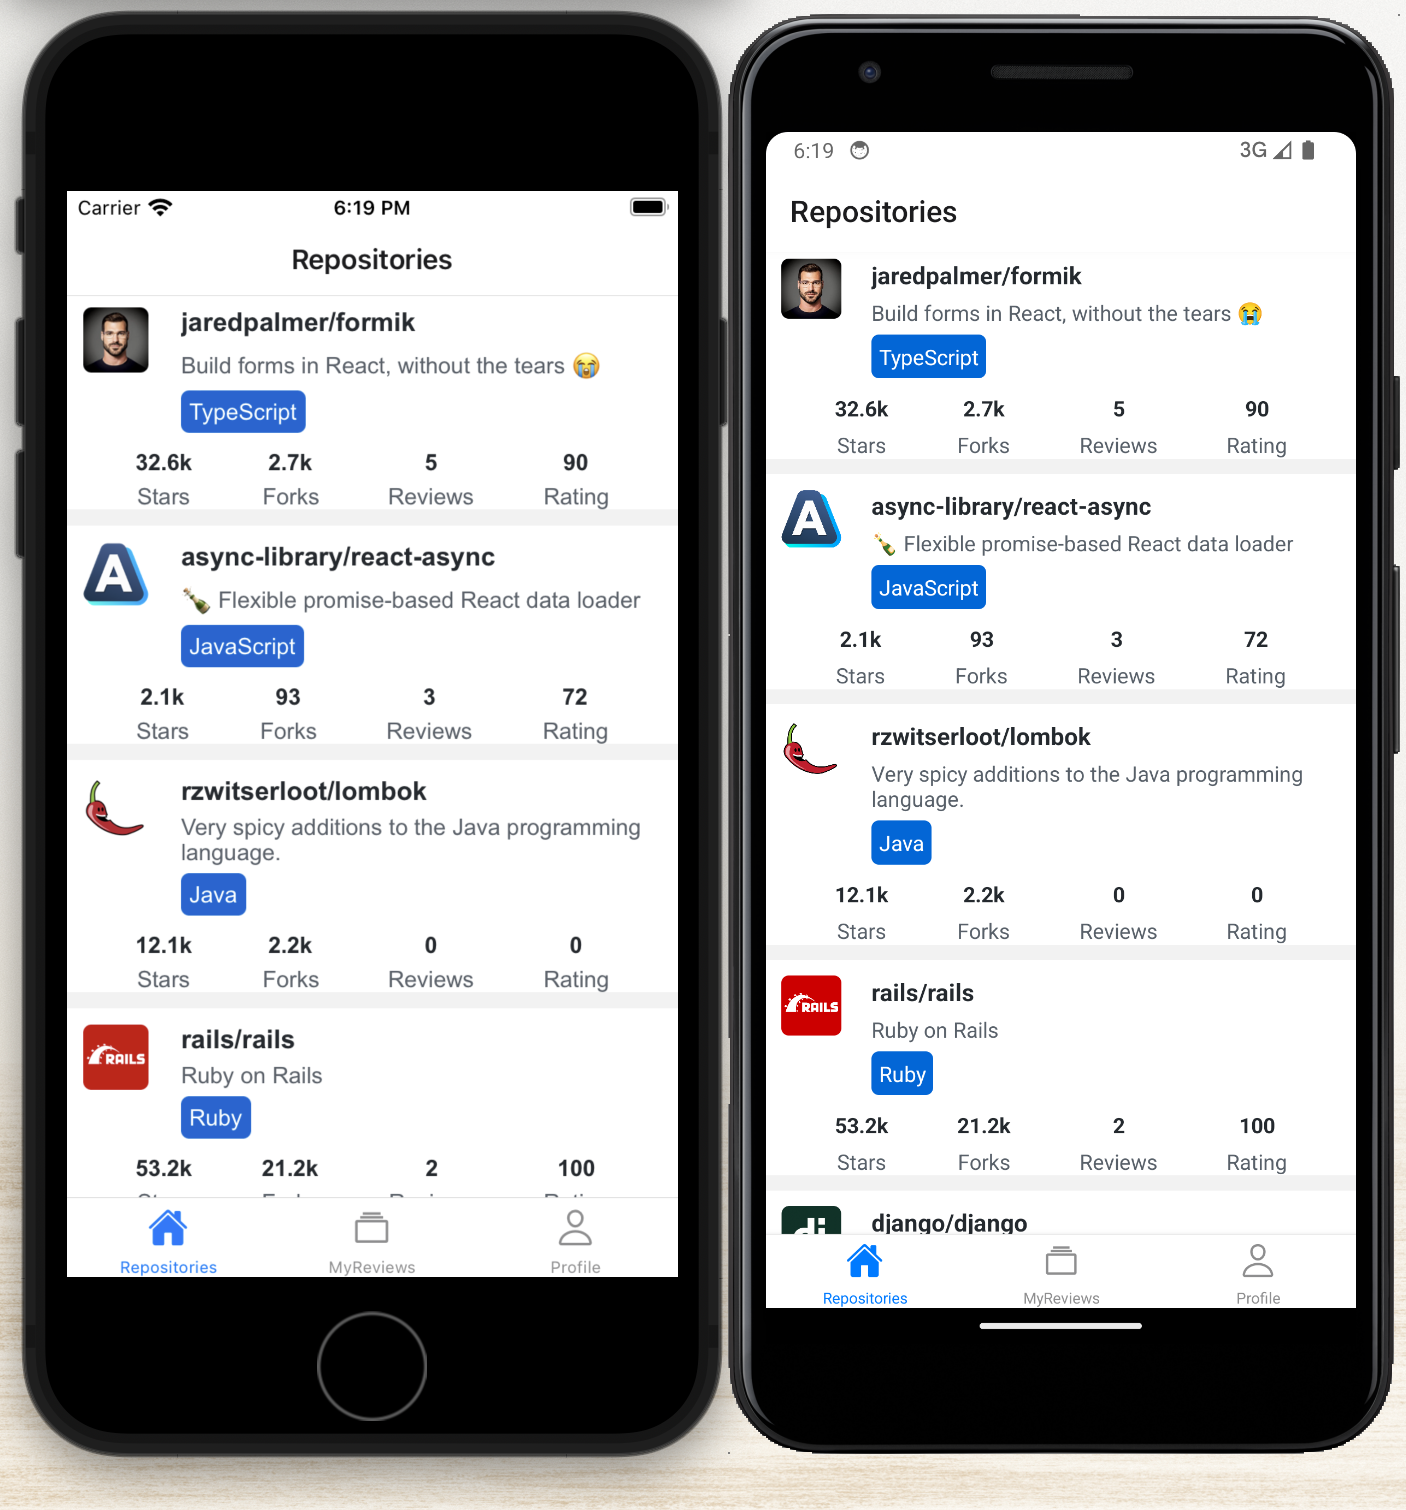 Carrier 6:19 PM
Repositories
jaredpalmer/formik
Build forms in React, without the tears 😭
TypeScript
32.6k 2.7k 5 90
Stars Forks Reviews Rating
A
async-library/react-async
🍾 Flexible promise-based React data loader
JavaScript
2.1k 93 3 72
Stars Forks Reviews Rating
rzwitserloot/lombok
Very spicy additions to the Java programming
language.
Java
12.1k 2.2k 0 0
Stars Forks Reviews Rating
RAILS
rails/rails
Ruby on Rails
Ruby
53.2k 21.2k 2 100
Repositories MyReviews Profile
6:19 3G
Repositories
jaredpalmer/formik
Build forms in React, without the tears 😭
TypeScript
32.6k 2.7k 5 90
Stars Forks Reviews Rating
A
async-library/react-async
🍾 Flexible promise-based React data loader
JavaScript
2.1k 93 3 72
Stars Forks Reviews Rating
rzwitserloot/lombok
Very spicy additions to the Java programming
language.
Java
12.1k 2.2k 0 0
Stars Forks Reviews Rating
RAILS
rails/rails
Ruby on Rails
Ruby
53.2k 21.2k 2 100
Stars Forks Reviews Rating
dj
django/django
Repositories MyReviews Profile